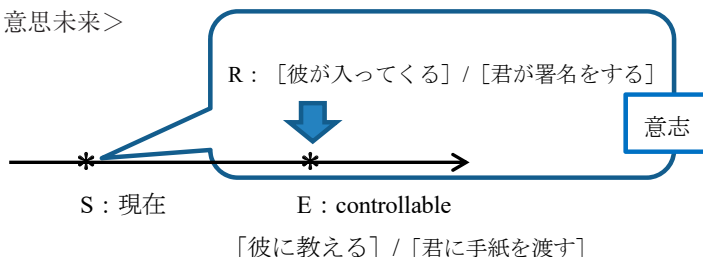 意思未来＞
R：［彼が入ってくる］/［君が署名をする］
意志
S：現在
E：controllable
［彼に教える］/［君に手紙を渡す］